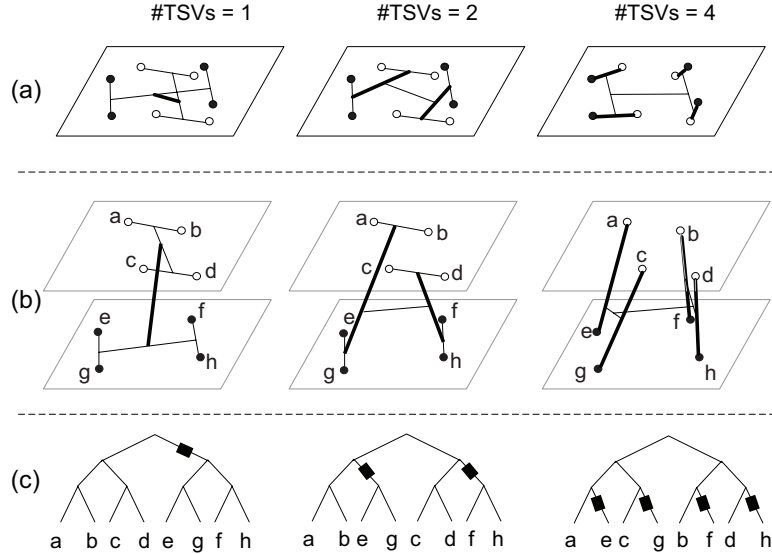 #TSVs = 1 #TSVs = 2 #TSVs = 4
(a)
a b c d e f g h
a b c d e f g h
a b c d e f g h
(b)
(c)
a b c d e g f h
a b e g c d f h
a e c g b f d h